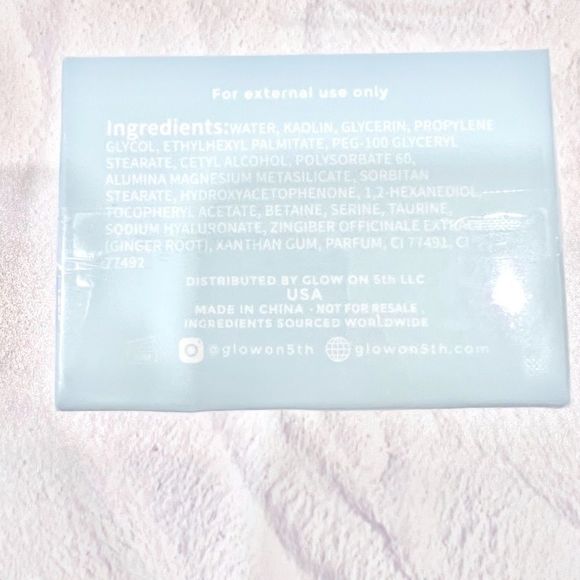 For external use only
Ingredients:WATER, KAOLIN, GLYCERIN, PROPYLENE
GLYCOL, ETHYLHEXYL PALMITATE, PEG-100 GLYCERYL
STEARATE, CETYL ALCOHOL, POLYSORBATE 60,
ALUMINA MAGNESIUM METASILICATE, SORBITAN
STEARATE, HYDROXYACETOPHENONE, 1,2-HEXANEDIOL,
TOCOPHERYL ACETATE, BETAINE, SERINE, TAURINE,
SODIUM HYALURONATE, ZINGIBER OFFICINALE EXTRACT
(GINGER ROOT), XANTHAN GUM, PARFUM, CI 77491, CI
77492
DISTRIBUTED BY GLOW ON 5th LLC
USA
MADE IN CHINA - NOT FOR RESALE
INGREDIENTS SOURCED WORLDWIDE
@glowon5th glowon5th.com